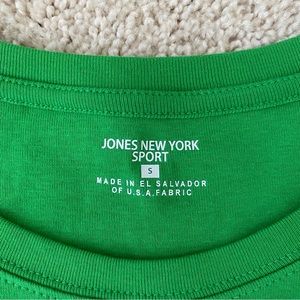 JONES NEW YORK
SPORT
S
MADE IN EL SALVADOR
OF U.S.A. FABRIC